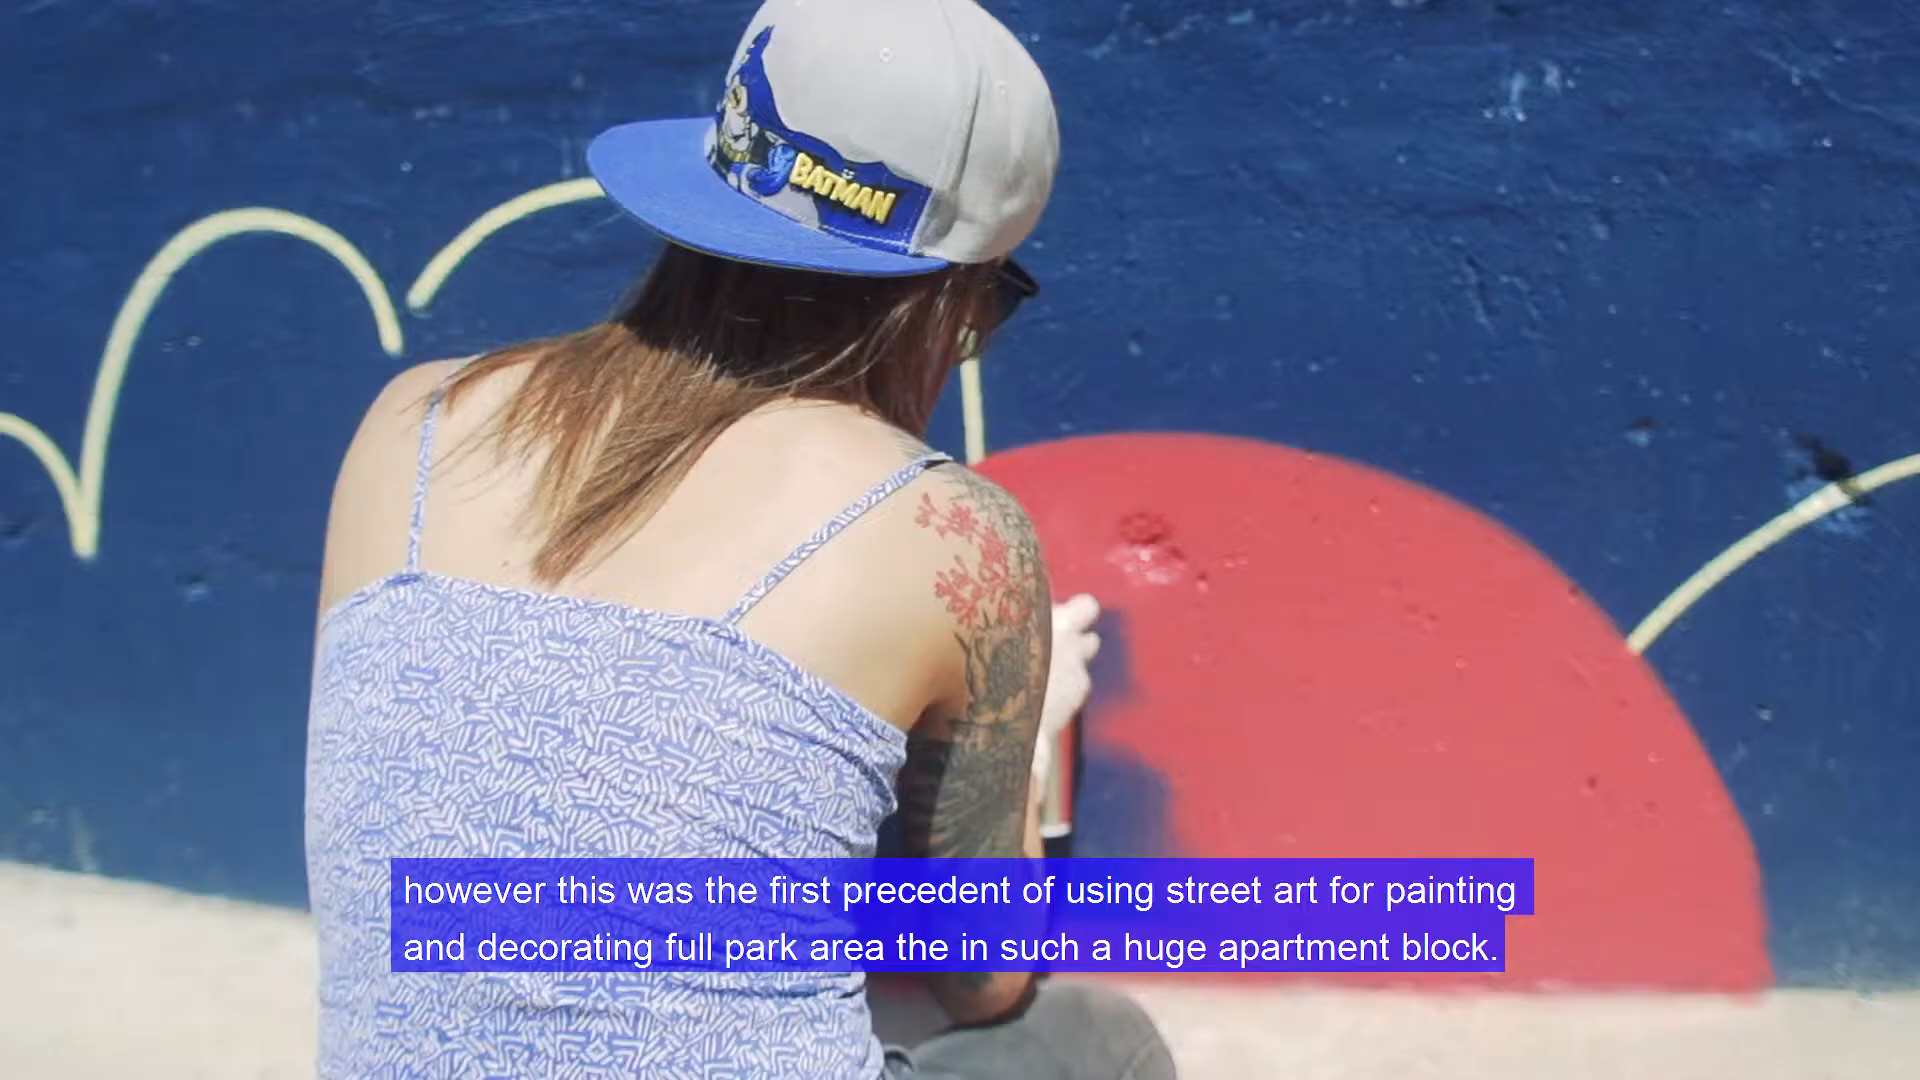 BATMAN
however this was the first precedent of using street art for painting
and decorating full park area the in such a huge apartment block.